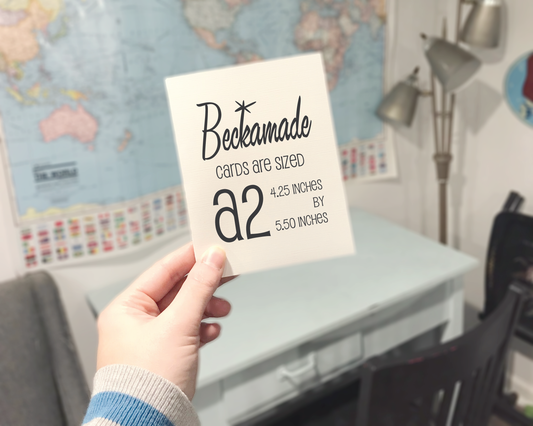 Beckamade
cards are sized
a2
4.25 inches
by
5.50 inches